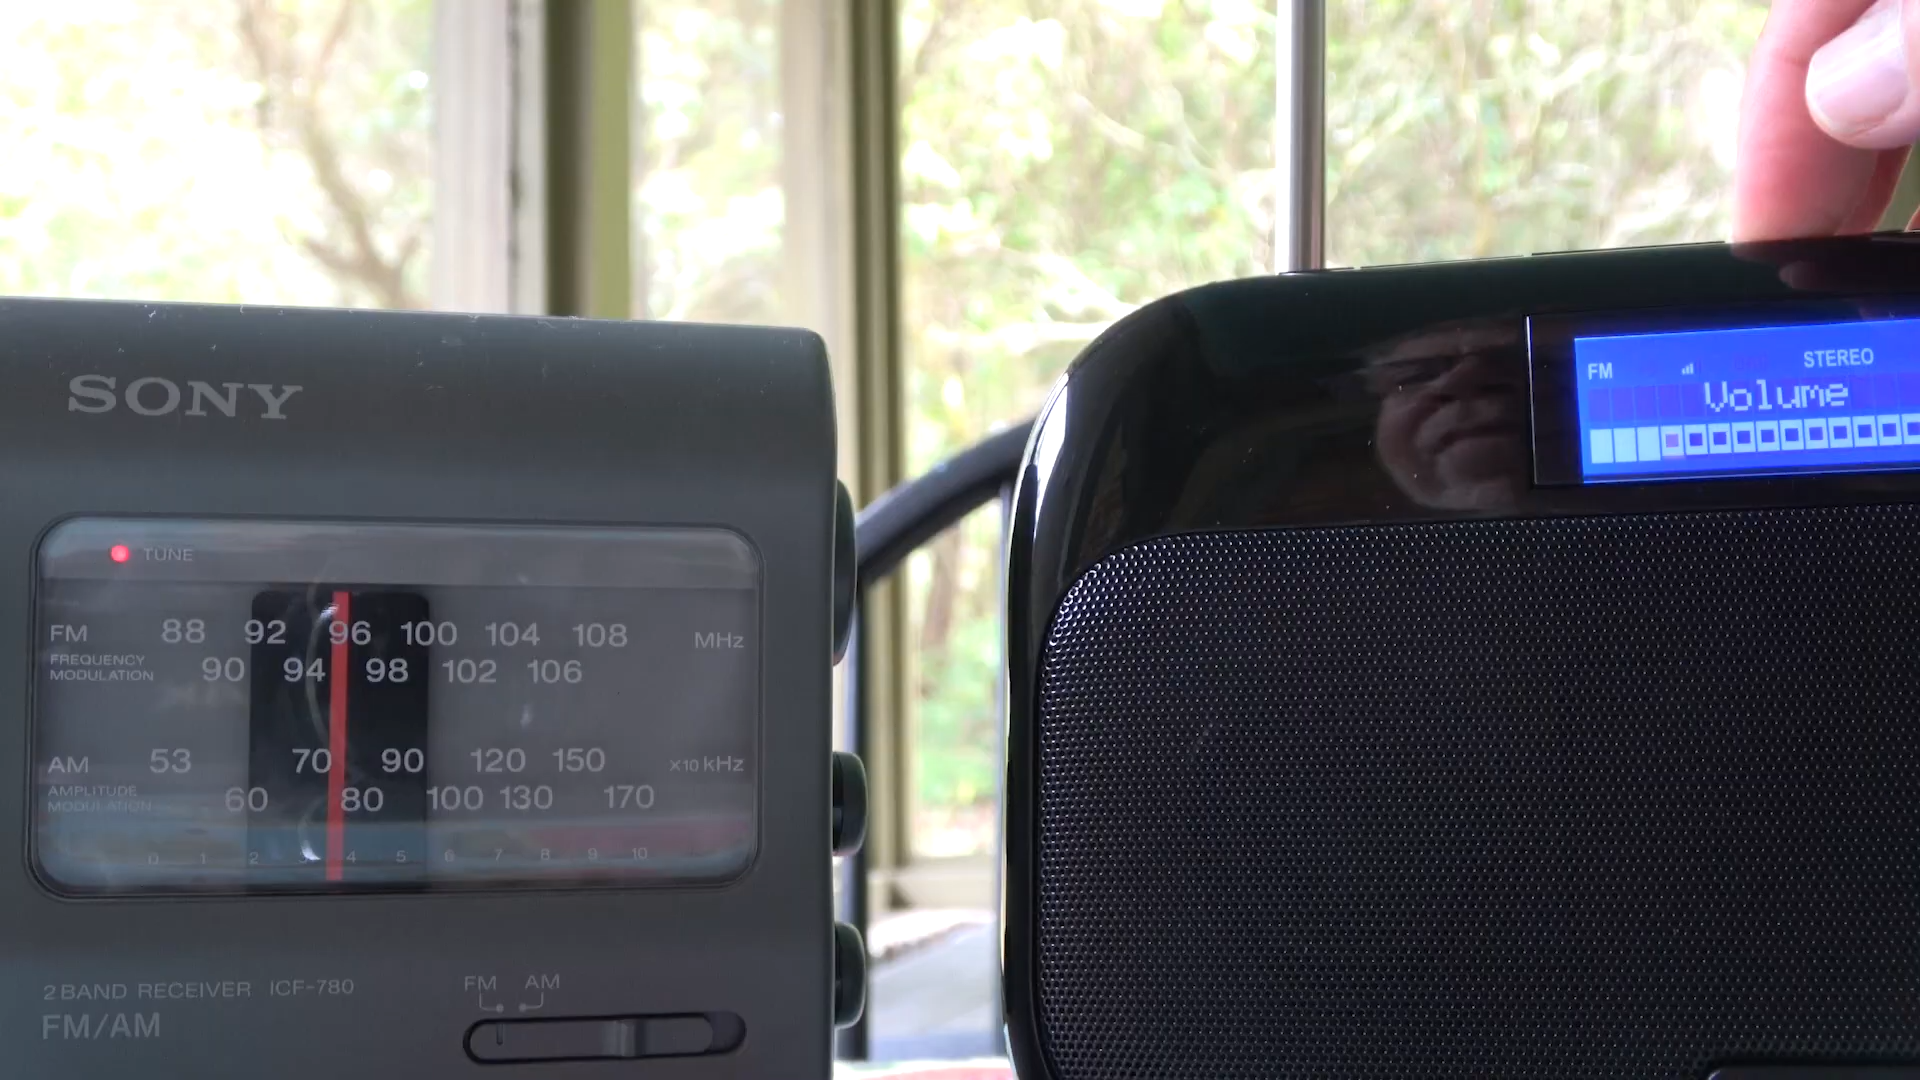 SONY
TUNE
FM 88 92 96 100 104 108 MHz
FREQUENCY MODULATION 90 94 98 102 106
AM 53 70 90 120 150 x10 kHz
AMPLITUDE MODULATION 60 80 100 130 170
0 1 2 3 4 5 6 7 8 9 10
2 BAND RECEIVER ICF-780
FM/AM
FM AM
FM STEREO
Volume